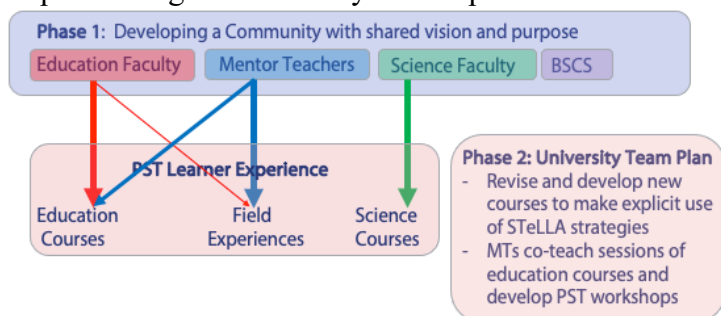 Phase 1: Developing a Community with shared vision and purpose
Education Faculty
Mentor Teachers
Science Faculty
BSCS
PST Learner Experience
Education
Courses
Field
Experiences
Science
Courses
Phase 2: University Team Plan
- Revise and develop new
courses to make explicit use
of STeLLA strategies
- MTs co-teach sessions of
education courses and
develop PST workshops